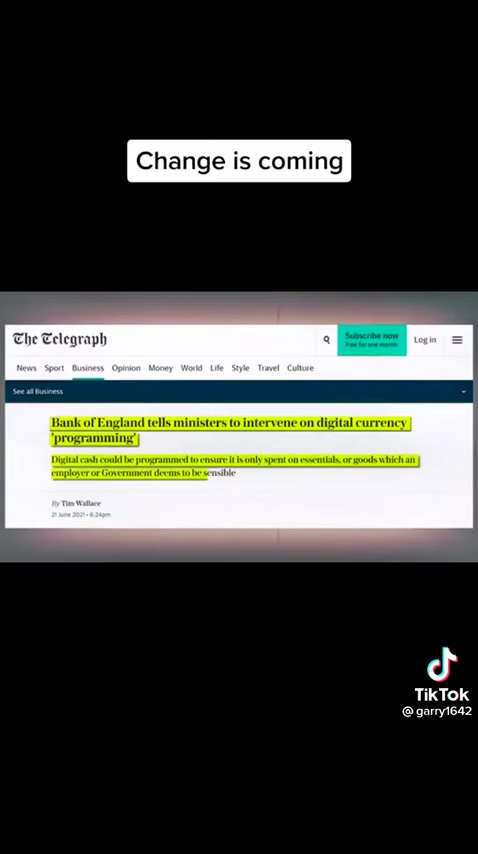 Change is coming
The Telegraph
Subscribe now
Free for one month
Log in
News Sport Business Opinion Money World Life Style Travel Culture
See all Business
Bank of England tells ministers to intervene on digital currency
'programming'
Digital cash could be programmed to ensure it is only spent on essentials, or goods which an
employer or Government deems to be sensible
By Tim Wallace
21 June 2021 • 6:24pm
TikTok
@garry1642